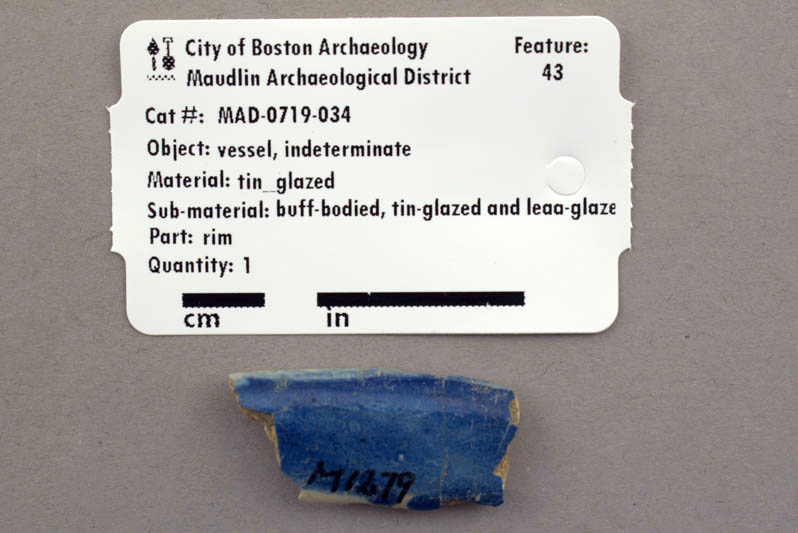 City of Boston Archaeology
Maudlin Archaeological District
Feature:
43
Cat #: MAD-0719-034
Object: vessel, indeterminate
Material: tin_glazed
Sub-material: buff-bodied, tin-glazed and leaa-glaze
Part: rim
Quantity: 1
cm
in
M1279